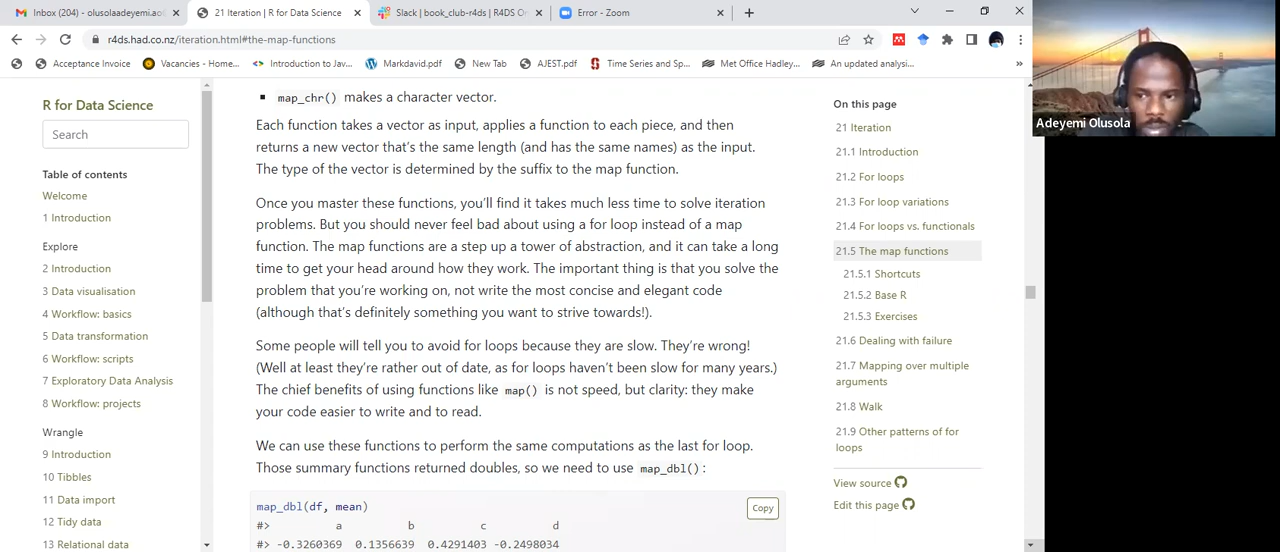 Inbox (204) - olusolaadeyemi.ao
21 Iteration | R for Data Science
Slack | book_club-r4ds | R4DS On
Error - Zoom
r4ds.had.co.nz/iteration.html#the-map-functions
Acceptance Invoice
Vacancies - Home...
Introduction to Jav...
Markdavid.pdf
New Tab
AJEST.pdf
Time Series and Sp...
Met Office Hadley...
An updated analysi...
»
Adeyemi Olusola
R for Data Science
Search
Table of contents
Welcome
1 Introduction
Explore
2 Introduction
3 Data visualisation
4 Workflow: basics
5 Data transformation
6 Workflow: scripts
7 Exploratory Data Analysis
8 Workflow: projects
Wrangle
9 Introduction
10 Tibbles
11 Data import
12 Tidy data
13 Relational data
map_chr() makes a character vector.
Each function takes a vector as input, applies a function to each piece, and then
returns a new vector that's the same length (and has the same names) as the input.
The type of the vector is determined by the suffix to the map function.
Once you master these functions, you'll find it takes much less time to solve iteration
problems. But you should never feel bad about using a for loop instead of a map
function. The map functions are a step up a tower of abstraction, and it can take a long
time to get your head around how they work. The important thing is that you solve the
problem that you're working on, not write the most concise and elegant code
(although that's definitely something you want to strive towards!).
Some people will tell you to avoid for loops because they are slow. They're wrong!
(Well at least they're rather out of date, as for loops haven't been slow for many years.)
The chief benefits of using functions like map() is not speed, but clarity: they make
your code easier to write and to read.
We can use these functions to perform the same computations as the last for loop.
Those summary functions returned doubles, so we need to use map_dbl():
map_dbl(df, mean)
Copy
#> a b c d
#> -0.3260369 0.1356639 0.4291403 -0.2498034
On this page
21 Iteration
21.1 Introduction
21.2 For loops
21.3 For loop variations
21.4 For loops vs. functionals
21.5 The map functions
21.5.1 Shortcuts
21.5.2 Base R
21.5.3 Exercises
21.6 Dealing with failure
21.7 Mapping over multiple
arguments
21.8 Walk
21.9 Other patterns of for
loops
View source
Edit this page